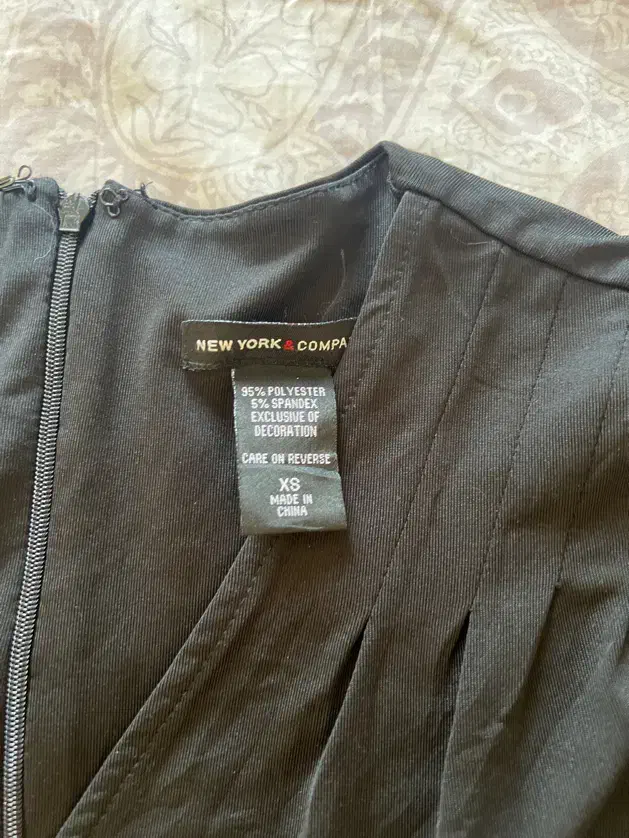 NEW YORK & COMPA
95% POLYESTER
5% SPANDEX
EXCLUSIVE OF
DECORATION
CARE ON REVERSE
XS
MADE IN
CHINA